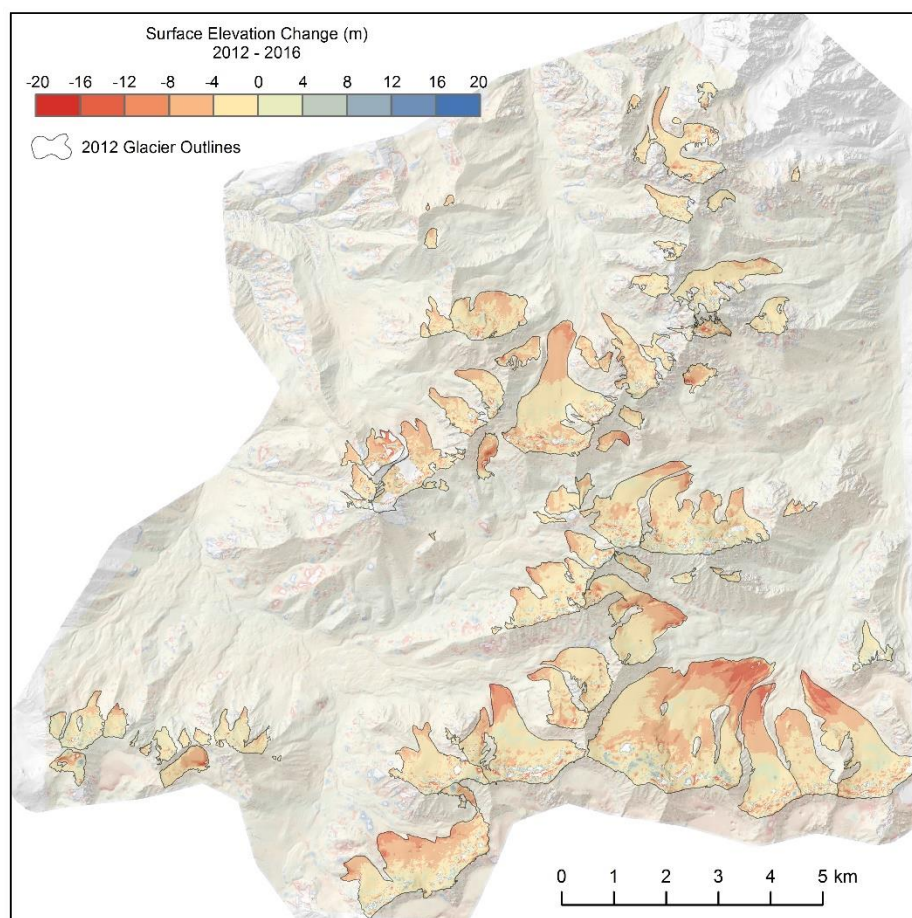 Surface Elevation Change (m)
2012 - 2016
-20 -16 -12 -8 -4 0 4 8 12 16 20
2012 Glacier Outlines
0 1 2 3 4 5 km